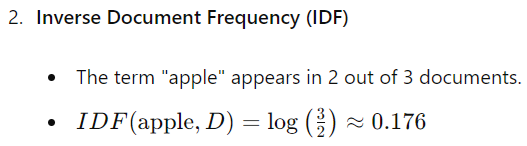 2. Inverse Document Frequency (IDF)
• The term "apple" appears in 2 out of 3 documents.
• IDF(apple, D) = log (3/2) ≈ 0.176